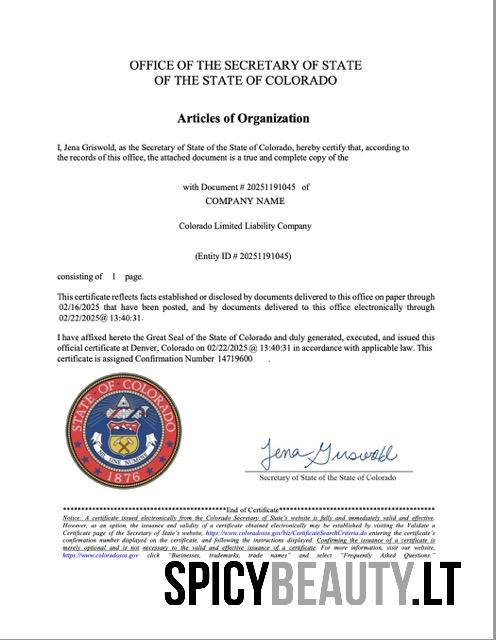 OFFICE OF THE SECRETARY OF STATE
OF THE STATE OF COLORADO
Articles of Organization
I, Jena Griswold, as the Secretary of State of the State of Colorado, hereby certify that, according to
the records of this office, the attached document is a true and complete copy of the
with Document # 20251191045 of
COMPANY NAME
Colorado Limited Liability Company
(Entity ID # 20251191045)
consisting of 1 page.
This certificate reflects facts established or disclosed by documents delivered to this office on paper through
02/16/2025 that have been posted, and by documents delivered to this office electronically through
02/22/2025@ 13:40:31.
I have affixed hereto the Great Seal of the State of Colorado and duly generated, executed, and issued this
official certificate at Denver, Colorado on 02/22/2025 @ 13:40:31 in accordance with applicable law. This
certificate is assigned Confirmation Number 14719600 .
STATE OF COLORADO
NIL SINE NUMINE
1876
Jena Griswold
Secretary of State of the State of Colorado
*********************************************End of Certificate*******************************************
Notice: A certificate issued electronically from the Colorado Secretary of State's website is fully and immediately valid and effective.
However, as an option, the issuance and validity of a certificate obtained electronically may be established by visiting the Validate a
Certificate page of the Secretary of State's website, https://www.coloradosos.gov/biz/CertificateSearchCriteria.do entering the certificate's
confirmation number displayed on the certificate, and following the instructions displayed. Confirming the issuance of a certificate is
merely optional and is not necessary to the valid and effective issuance of a certificate. For more information, visit our website,
https://www.coloradosos.gov click "Businesses, trademarks, trade names" and select "Frequently Asked Questions."
SPICYBEAUTY.LT